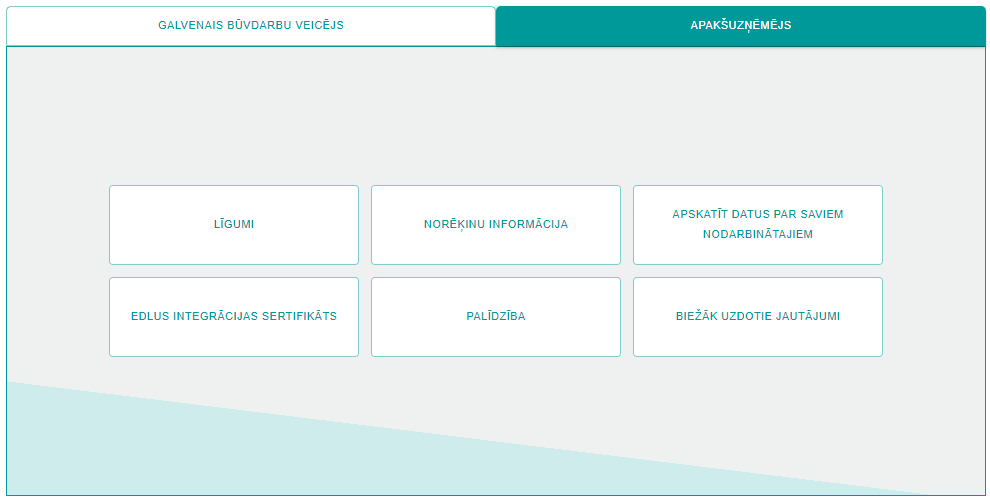 GALVENAIS BŪVDARBU VEICĒJS
APAKŠUZŅĒMĒJS
LĪGUMI
NORĒĶINU INFORMĀCIJA
APSKATĪT DATUS PAR SAVIEM
NODARBINĀTAJIEM
EDLUS INTEGRĀCIJAS SERTIFIKĀTS
PALĪDZĪBA
BIEŽĀK UZDOTIE JAUTĀJUMI